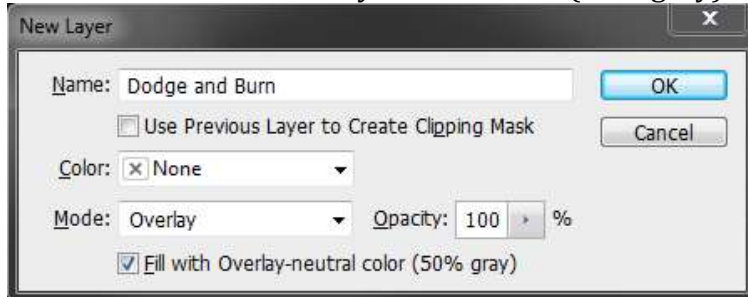 New Layer
Name: Dodge and Burn
OK
Use Previous Layer to Create Clipping Mask
Cancel
Color: None
Mode: Overlay Opacity: 100 %
Fill with Overlay-neutral color (50% gray)